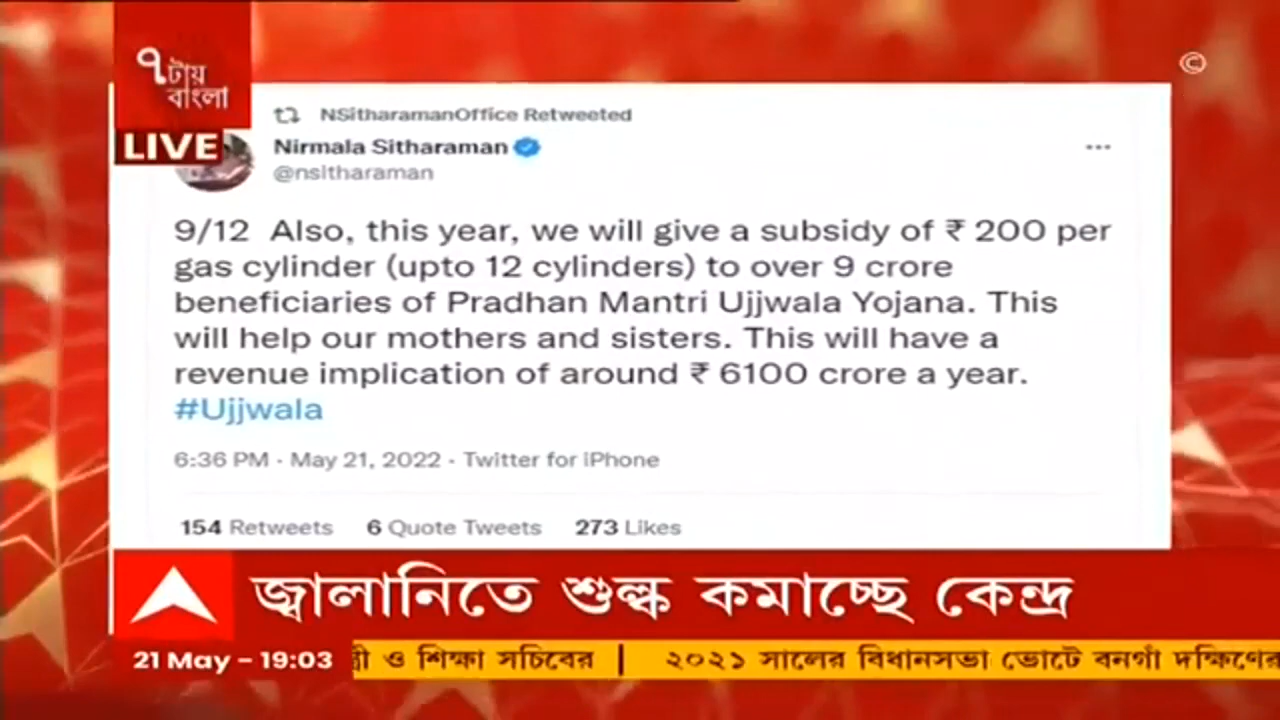 ৭টায়
বাংলা
LIVE
©
NSitharamanOffice Retweeted
Nirmala Sitharaman
@nsitharaman
9/12 Also, this year, we will give a subsidy of ₹ 200 per
gas cylinder (upto 12 cylinders) to over 9 crore
beneficiaries of Pradhan Mantri Ujjwala Yojana. This
will help our mothers and sisters. This will have a
revenue implication of around ₹ 6100 crore a year.
#Ujjwala
6:36 PM · May 21, 2022 · Twitter for iPhone
154 Retweets 6 Quote Tweets 273 Likes
জ্বালানিতে শুল্ক কমাচ্ছে কেন্দ্র
21 May - 19:03 ও শিক্ষা সচিবের | ২০২১ সালের বিধানসভা ভোটে বনগাঁ দক্ষিণের